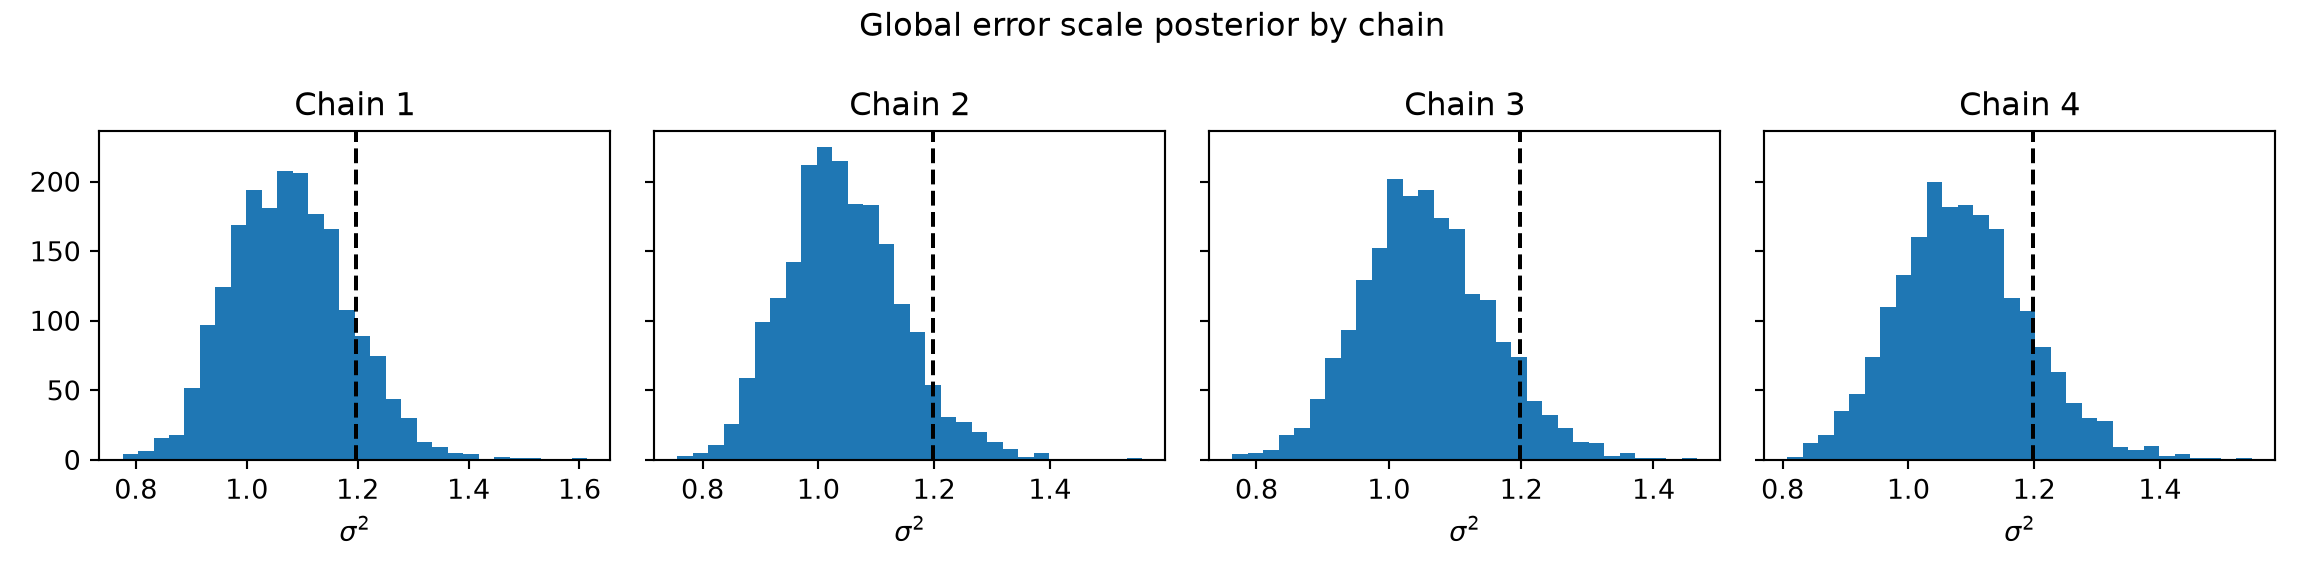 Global error scale posterior by chain
Chain 1
Chain 2
Chain 3
Chain 4
200
150
100
50
0
0.8 1.0 1.2 1.4 1.6
0.8 1.0 1.2 1.4
0.8 1.0 1.2 1.4
0.8 1.0 1.2 1.4
σ²
σ²
σ²
σ²